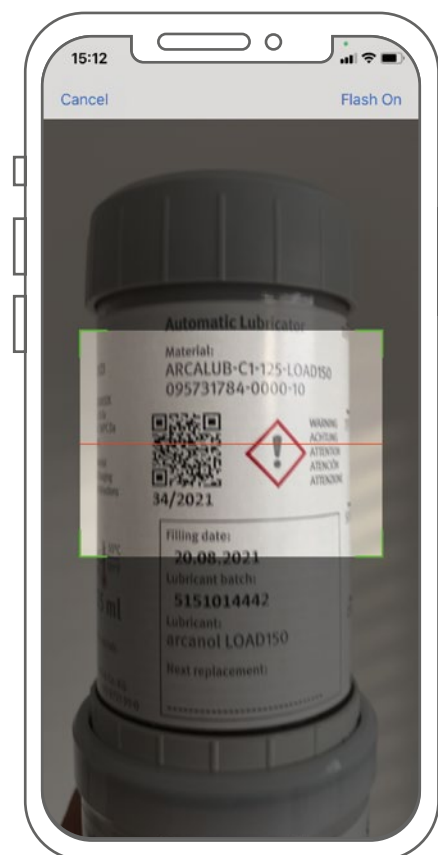 15:12
Cancel
Flash On
Automatic Lubricator
Material:
ARCALUB-C1-125-LOAD150
095731784-0000-10
WARNING
ACHTUNG
ATTENTION
ATENCIÓN
ATTENZIONE
34/2021
Filling date:
20.08.2021
Lubricant batch:
5151014442
Lubricant:
arcanol LOAD150
Next replacement: